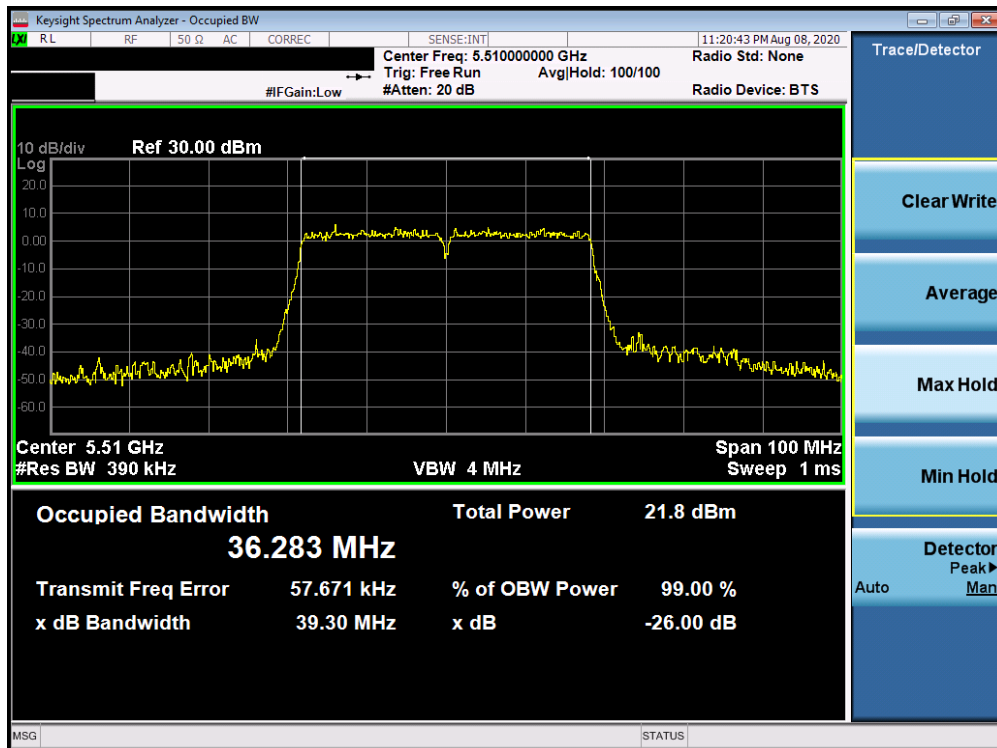 Keysight Spectrum Analyzer - Occupied BW
LXI RL RF 50 Ω AC CORREC SENSE:INT 11:20:43 PM Aug 08, 2020
Center Freq: 5.510000000 GHz Radio Std: None
Trig: Free Run Avg|Hold: 100/100
#IFGain:Low #Atten: 20 dB Radio Device: BTS
10 dB/div Ref 30.00 dBm
Log
20.0
10.0
0.00
-10.0
-20.0
-30.0
-40.0
-50.0
-60.0
Center 5.51 GHz Span 100 MHz
#Res BW 390 kHz VBW 4 MHz Sweep 1 ms
Occupied Bandwidth Total Power 21.8 dBm
36.283 MHz
Transmit Freq Error 57.671 kHz % of OBW Power 99.00 %
x dB Bandwidth 39.30 MHz x dB -26.00 dB
MSG STATUS
Trace/Detector
Clear Write
Average
Max Hold
Min Hold
Detector
Peak▶
Auto Man